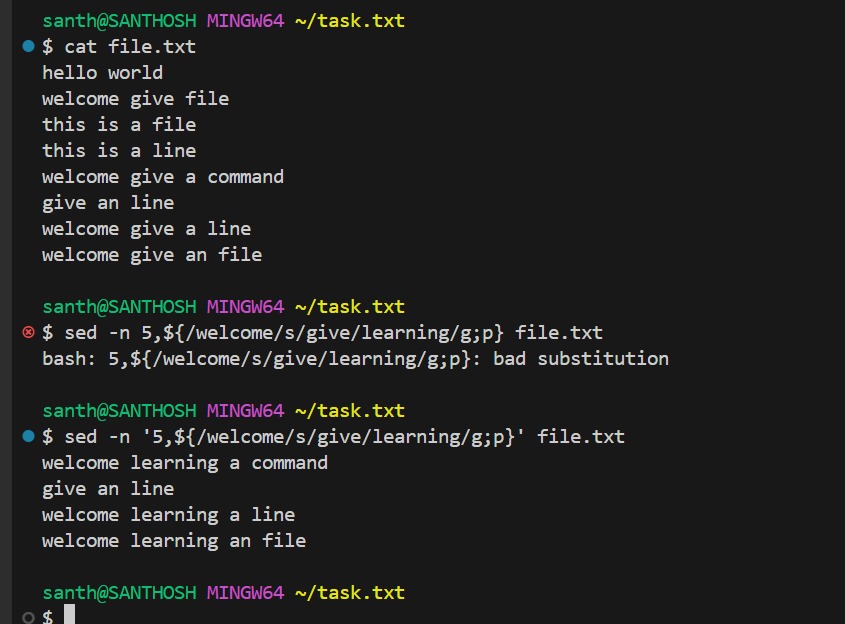 santh@SANTHOSH MINGW64 ~/task.txt
$ cat file.txt
hello world
welcome give file
this is a file
this is a line
welcome give a command
give an line
welcome give a line
welcome give an file
santh@SANTHOSH MINGW64 ~/task.txt
$ sed -n 5,${/welcome/s/give/learning/g;p} file.txt
bash: 5,${/welcome/s/give/learning/g;p}: bad substitution
santh@SANTHOSH MINGW64 ~/task.txt
$ sed -n '5,${/welcome/s/give/learning/g;p}' file.txt
welcome learning a command
give an line
welcome learning a line
welcome learning an file
santh@SANTHOSH MINGW64 ~/task.txt
$